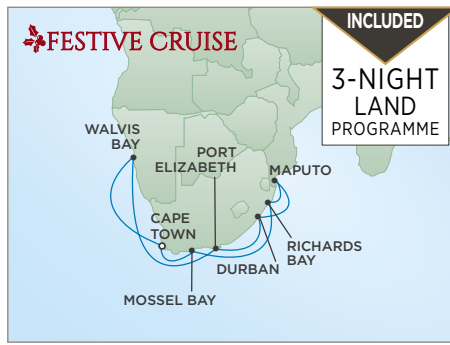 FESTIVE CRUISE
INCLUDED
3-NIGHT
LAND
PROGRAMME
WALVIS
BAY
PORT
ELIZABETH
MAPUTO
CAPE
TOWN
RICHARDS
BAY
DURBAN
MOSSEL BAY